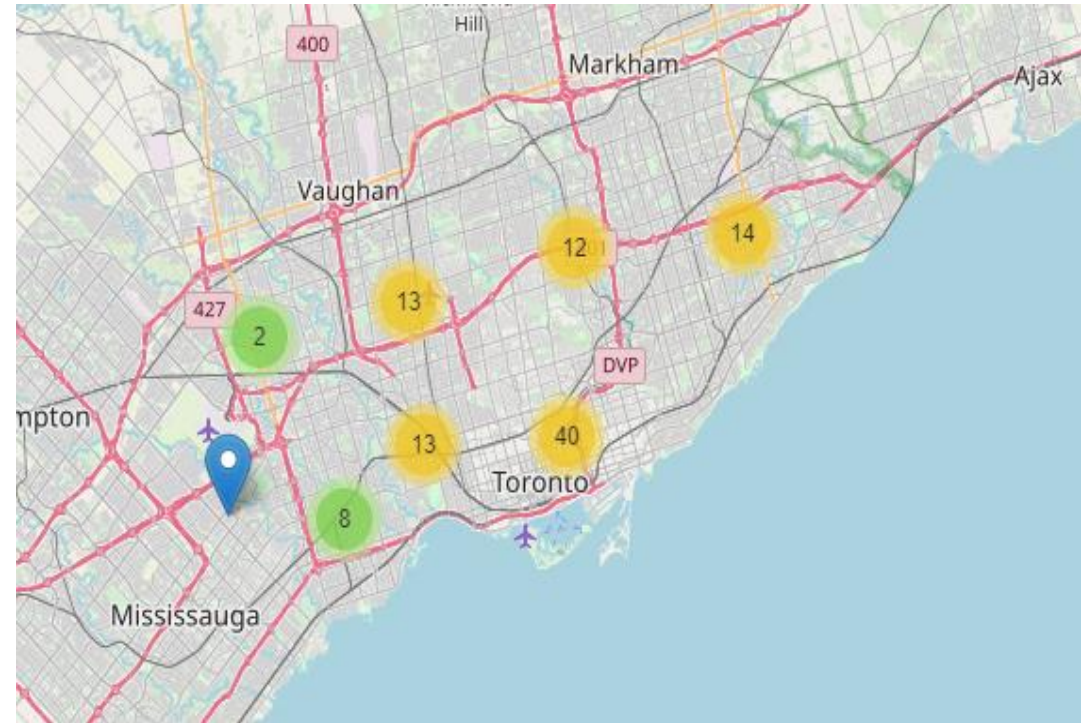 Hill
400
Markham
Ajax
Vaughan
12
14
13
427
2
DVP
mpton
13
40
Toronto
8
Mississauga